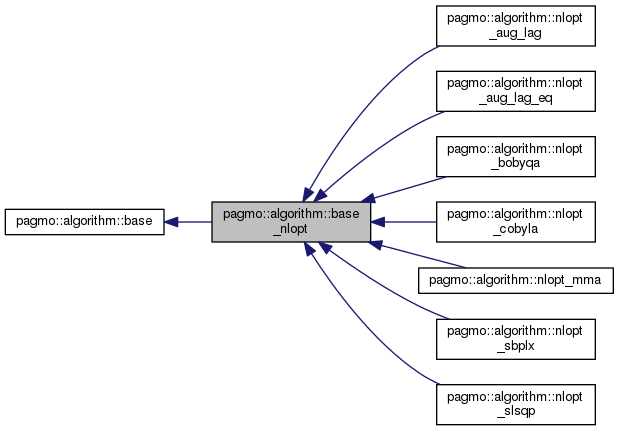 pagmo::algorithm::nlopt
_aug_lag
pagmo::algorithm::nlopt
_aug_lag_eq
pagmo::algorithm::nlopt
_bobyqa
pagmo::algorithm::base
pagmo::algorithm::base
_nlopt
pagmo::algorithm::nlopt
_cobyla
pagmo::algorithm::nlopt_mma
pagmo::algorithm::nlopt
_sbplx
pagmo::algorithm::nlopt
_slsqp